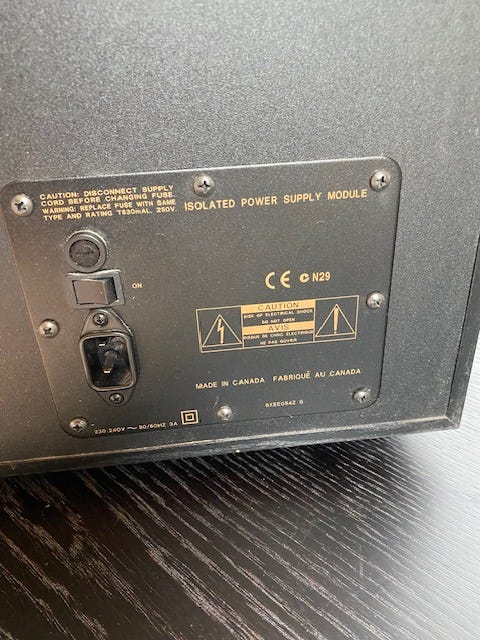 CAUTION: DISCONNECT SUPPLY
CORD BEFORE CHANGING FUSE.
WARNING: REPLACE FUSE WITH SAME
TYPE AND RATING T630mAL, 250V.
ISOLATED POWER SUPPLY MODULE
ON
CE N29
CAUTION
RISK OF ELECTRICAL SHOCK
DO NOT OPEN
AVIS
RISQUE DE CHOC ÉLECTRIQUE
NE PAS OUVRIR
MADE IN CANADA FABRIQUÉ AU CANADA
230-240V ~ 50/60HZ 3A